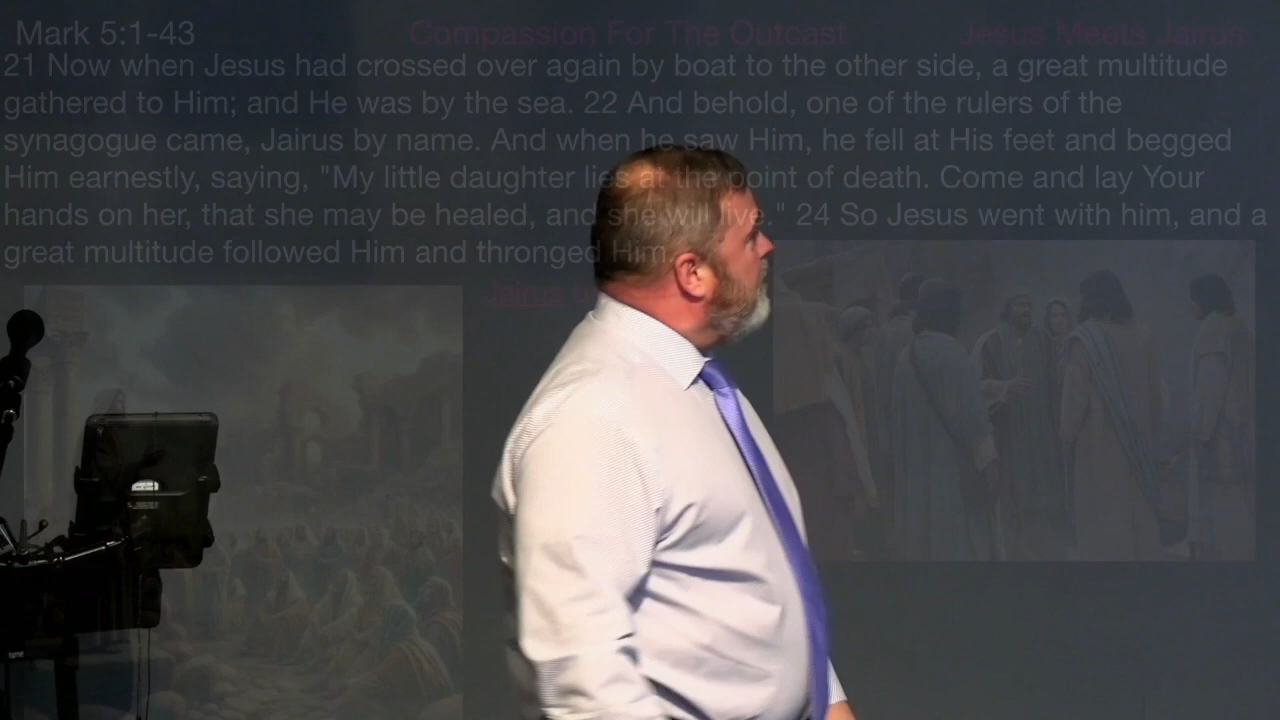 Mark 5:1-43 Compassion For The Outcast Jesus Meets Jairus
21 Now when Jesus had crossed over again by boat to the other side, a great multitude
gathered to Him; and He was by the sea. 22 And behold, one of the rulers of the
synagogue came, Jairus by name. And when he saw Him, he fell at His feet and begged
Him earnestly, saying, "My little daughter point of death. Come and lay Your
hands on her, that she may be healed, and she will live." 24 So Jesus went with him, and a
great multitude followed Him and thronged Him.
Jairus